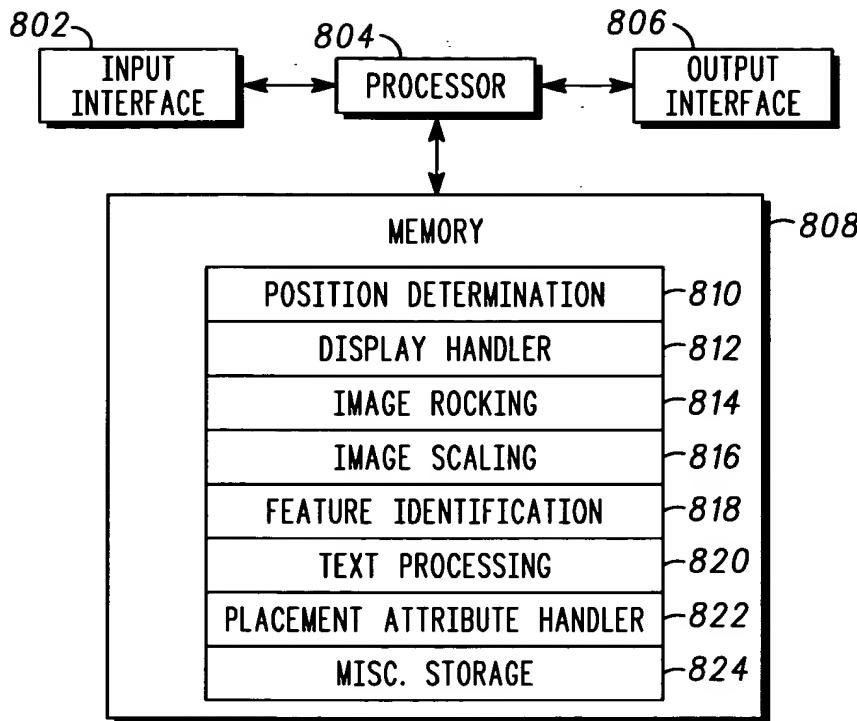 802
804
806
INPUT
INTERFACE
PROCESSOR
OUTPUT
INTERFACE
MEMORY
808
POSITION DETERMINATION
810
DISPLAY HANDLER
812
IMAGE ROCKING
814
IMAGE SCALING
816
FEATURE IDENTIFICATION
818
TEXT PROCESSING
820
PLACEMENT ATTRIBUTE HANDLER
822
MISC. STORAGE
824